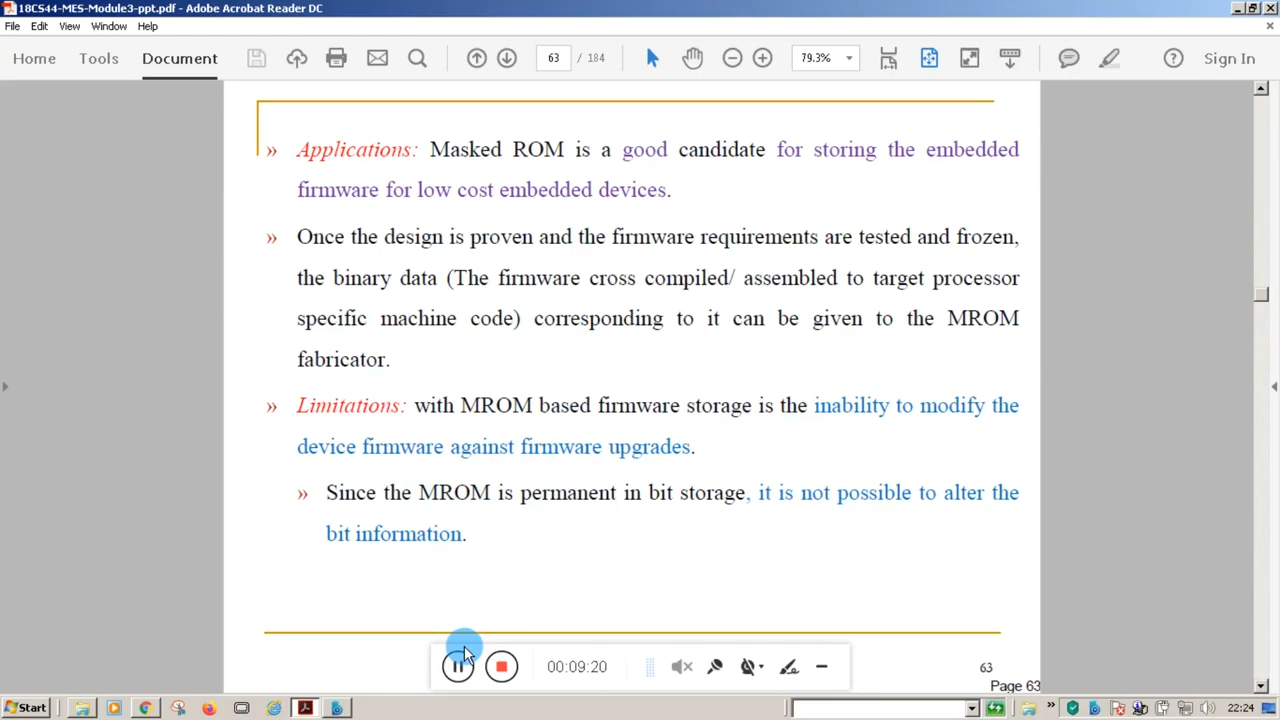 18CS44-MES-Module3-ppt.pdf - Adobe Acrobat Reader DC
File Edit View Window Help
Home Tools Document 63 / 184 79.3% Sign In
» Applications: Masked ROM is a good candidate for storing the embedded
firmware for low cost embedded devices.
» Once the design is proven and the firmware requirements are tested and frozen,
the binary data (The firmware cross compiled/ assembled to target processor
specific machine code) corresponding to it can be given to the MROM
fabricator.
» Limitations: with MROM based firmware storage is the inability to modify the
device firmware against firmware upgrades.
» Since the MROM is permanent in bit storage, it is not possible to alter the
bit information.
00:09:20
63
Page 63
Start 22:24